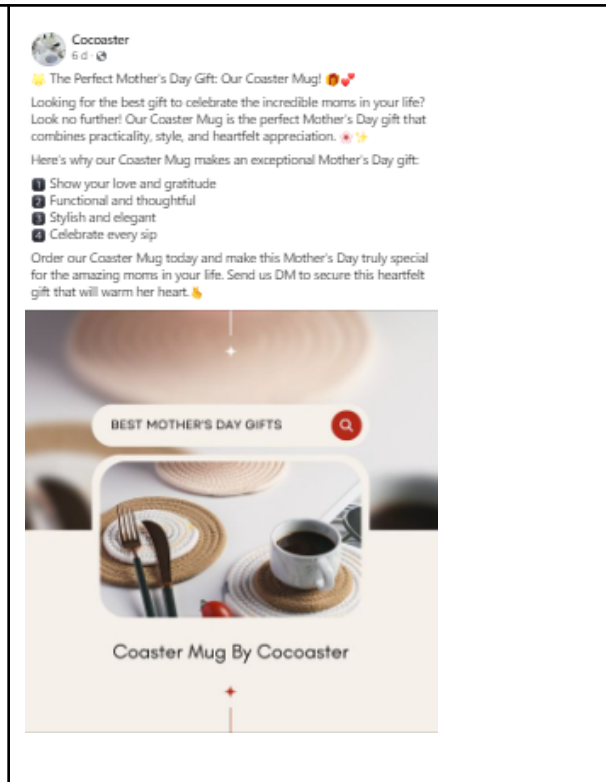 Cocoaster
6 d ·
🌟 The Perfect Mother's Day Gift: Our Coaster Mug! 🎁💕
Looking for the best gift to celebrate the incredible moms in your life?
Look no further! Our Coaster Mug is the perfect Mother's Day gift that
combines practicality, style, and heartfelt appreciation. 🌸✨
Here's why our Coaster Mug makes an exceptional Mother's Day gift:
1️⃣ Show your love and gratitude
2️⃣ Functional and thoughtful
3️⃣ Stylish and elegant
4️⃣ Celebrate every sip
Order our Coaster Mug today and make this Mother's Day truly special
for the amazing moms in your life. Send us DM to secure this heartfelt
gift that will warm her heart.🫰
BEST MOTHER'S DAY GIFTS
Coaster Mug By Cocoaster